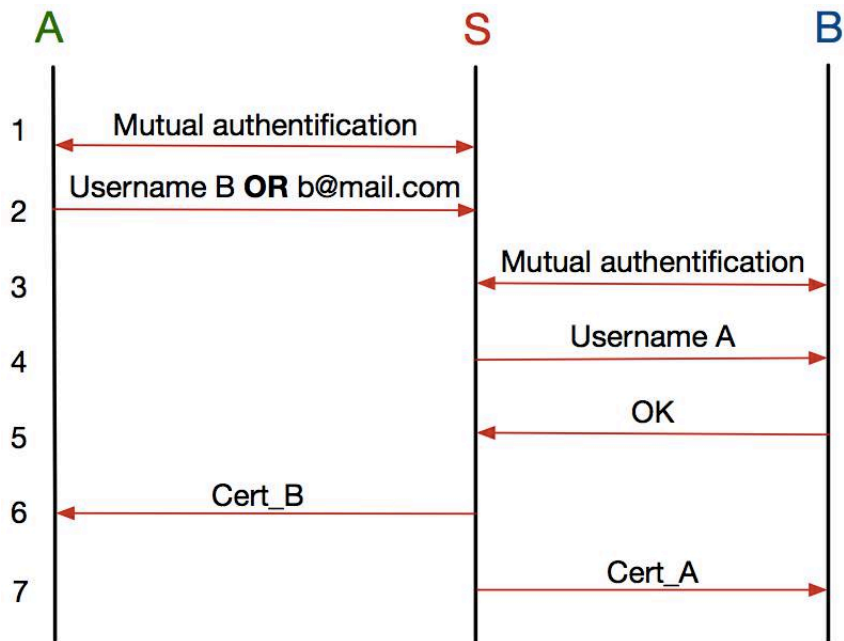 A S B
1 Mutual authentification
2 Username B OR b@mail.com
3 Mutual authentification
4 Username A
5 OK
6 Cert_B
7 Cert_A